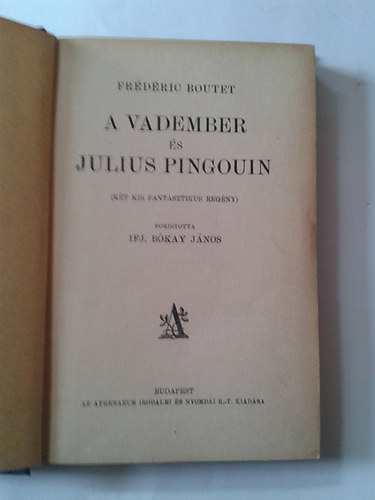 FRÉDÉRIC BOUTET
A VADEMBER
ÉS
JULIUS PINGOUIN
(KÉT KIS FANTASZTIKUS REGÉNY)
FORDÍTOTTA
IFJ. BÓKAY JÁNOS
A
BUDAPEST
AZ ATHENAEUM IRODALMI ÉS NYOMDAI R.-T. KIADÁSA